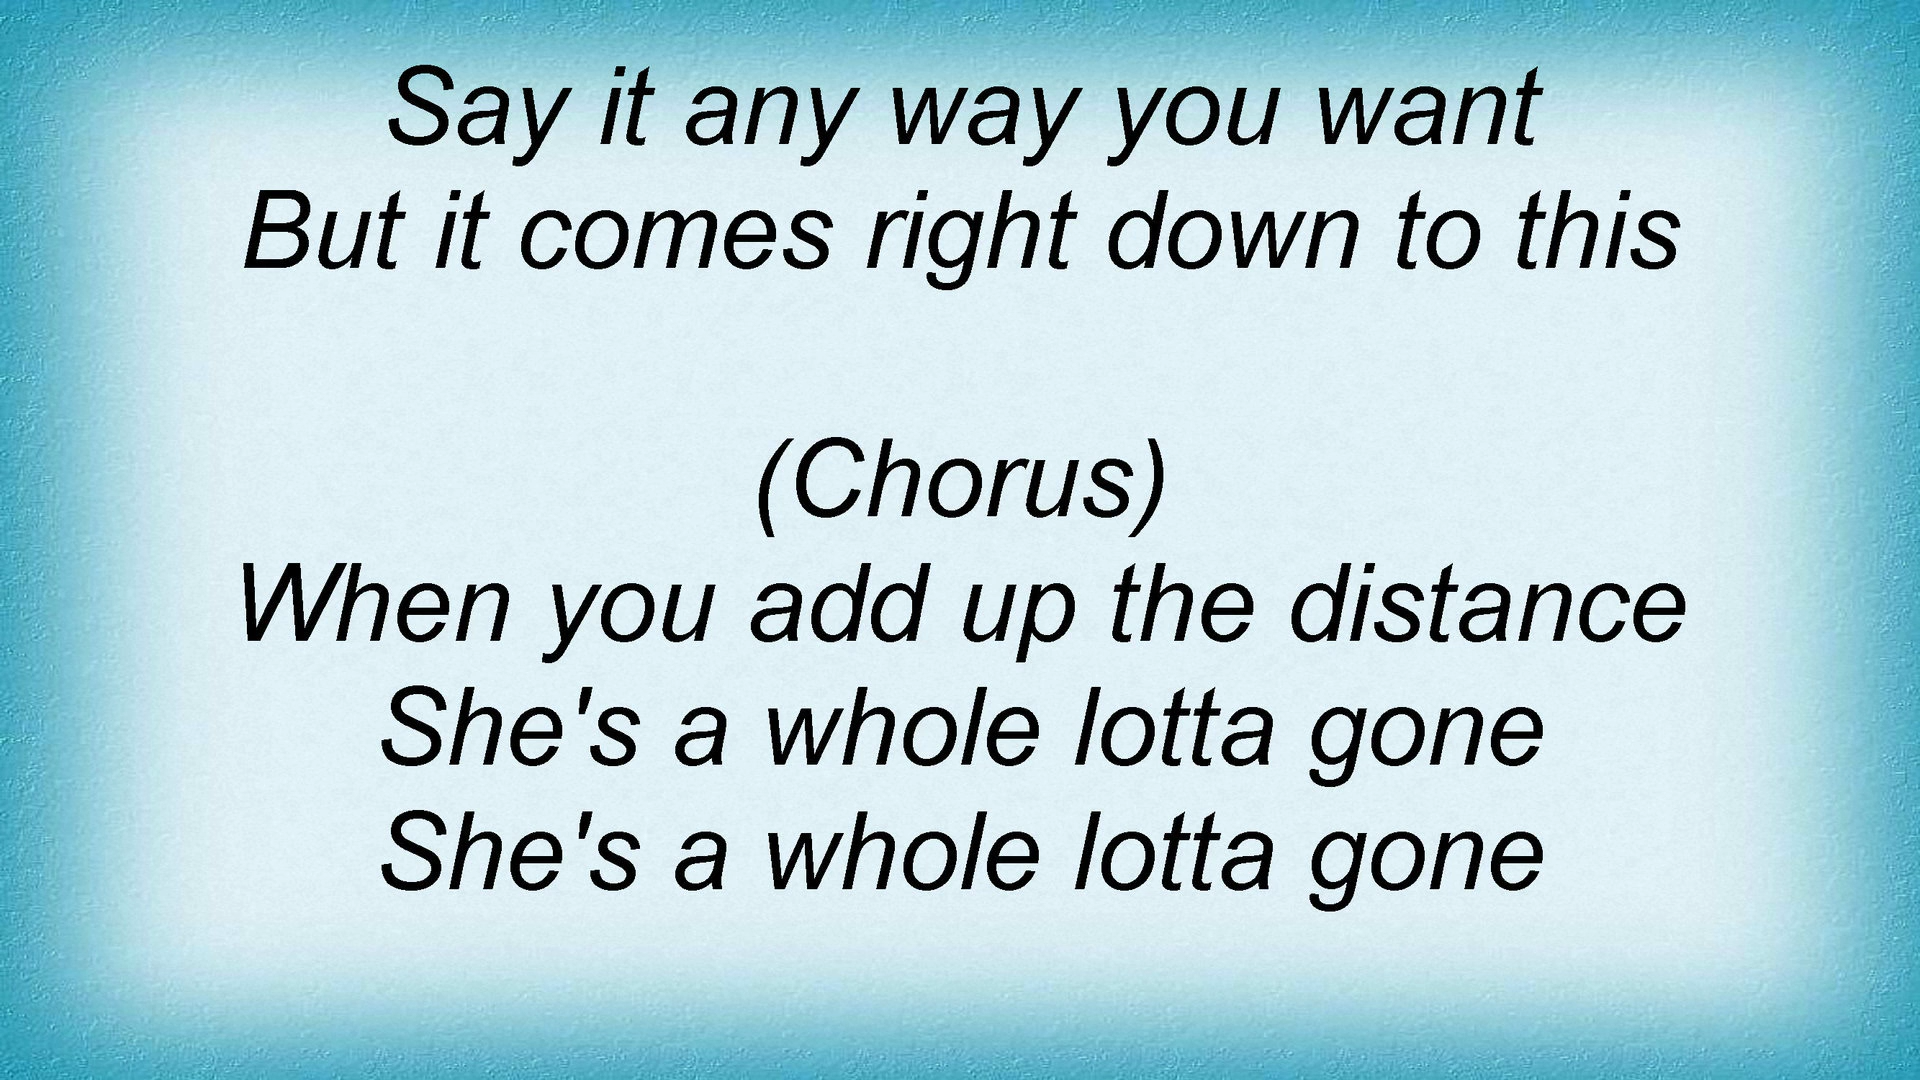 Say it any way you want
But it comes right down to this
(Chorus)
When you add up the distance
She's a whole lotta gone
She's a whole lotta gone